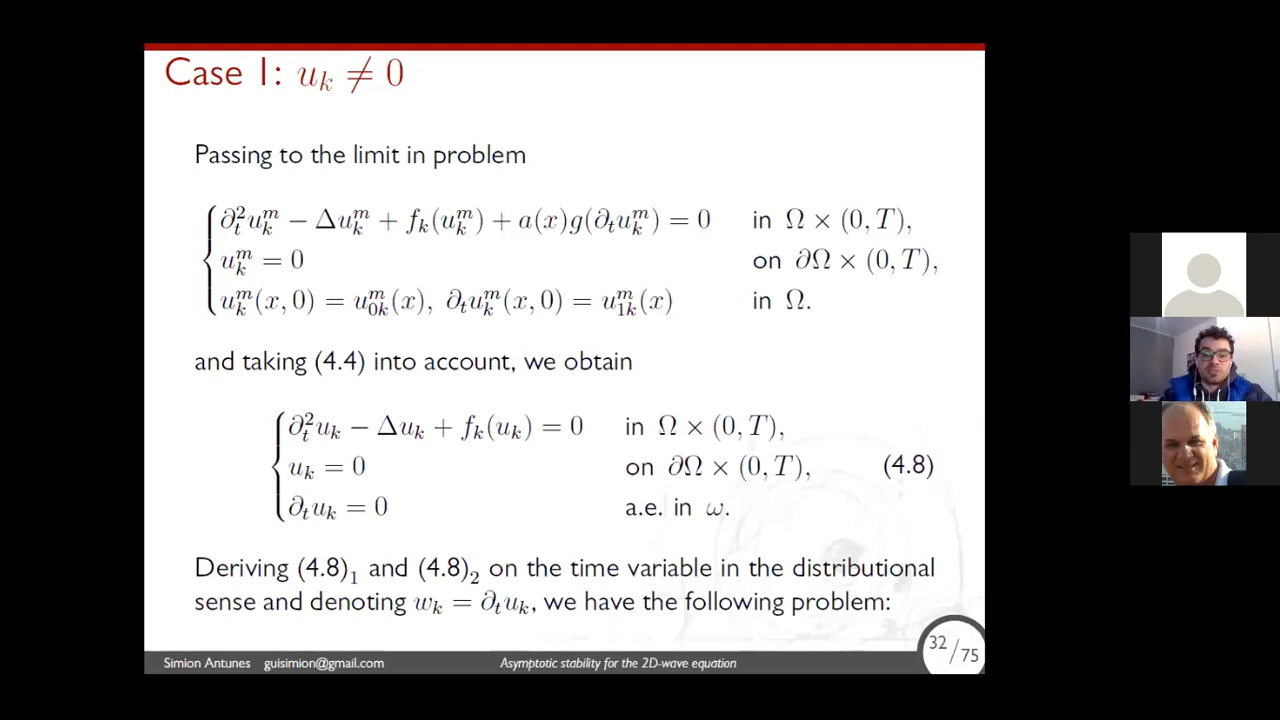 Case 1: u_k ≠ 0
Passing to the limit in problem
∂_t^2 u_k^m − Δu_k^m + f_k(u_k^m) + a(x)g(∂_t u_k^m) = 0 in Ω × (0, T),
u_k^m = 0 on ∂Ω × (0, T),
u_k^m(x, 0) = u_{0k}^m(x), ∂_t u_k^m(x, 0) = u_{1k}^m(x) in Ω.
and taking (4.4) into account, we obtain
∂_t^2 u_k − Δu_k + f_k(u_k) = 0 in Ω × (0, T),
u_k = 0 on ∂Ω × (0, T), (4.8)
∂_t u_k = 0 a.e. in ω.
Deriving (4.8)_1 and (4.8)_2 on the time variable in the distributional
sense and denoting w_k = ∂_t u_k, we have the following problem:
Simion Antunes guisimion@gmail.com Asymptotic stability for the 2D-wave equation 32/75